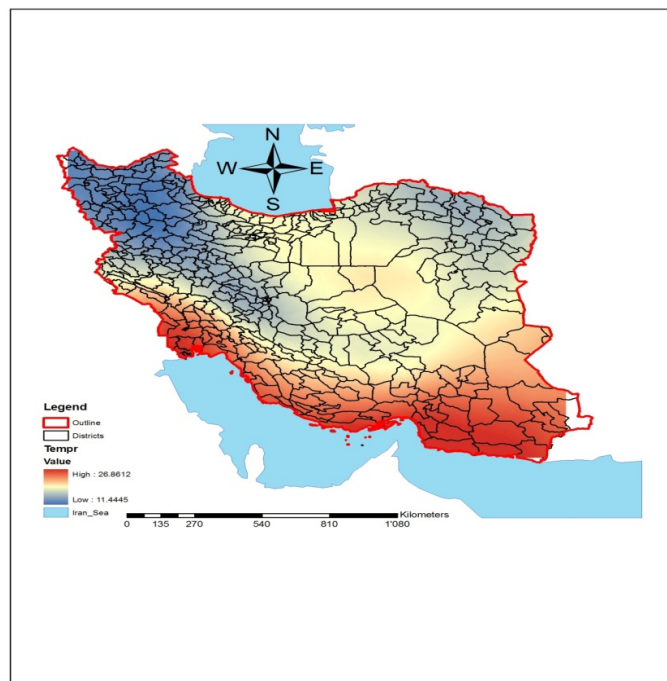 N
W E
S
Legend
Outline
Districts
Tempr
Value
High : 26.8612
Low : 11.4445
Iran_Sea
Kilometers
0 135 270 540 810 1'080